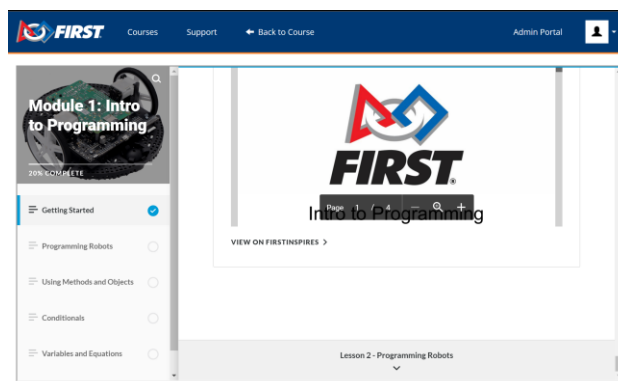 FIRST
Courses
Support
Back to Course
Admin Portal
Module 1: Intro
to Programming
20% COMPLETE
Getting Started
Programming Robots
Using Methods and Objects
Conditionals
Variables and Equations
FIRST®
Page 1 / 4
Intro to Programming
VIEW ON FIRSTINSPIRES >
Lesson 2 - Programming Robots